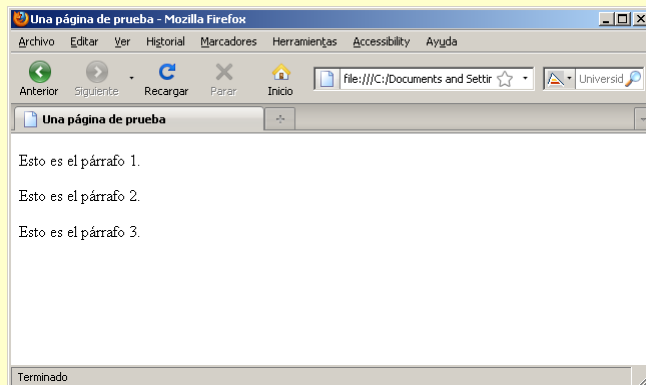 Una página de prueba - Mozilla Firefox
Archivo Editar Ver Historial Marcadores Herramientas Accessibility Ayuda
Anterior Siguiente Recargar Parar Inicio file:///C:/Documents and Settir Universid
Una página de prueba
Esto es el párrafo 1.
Esto es el párrafo 2.
Esto es el párrafo 3.
Terminado